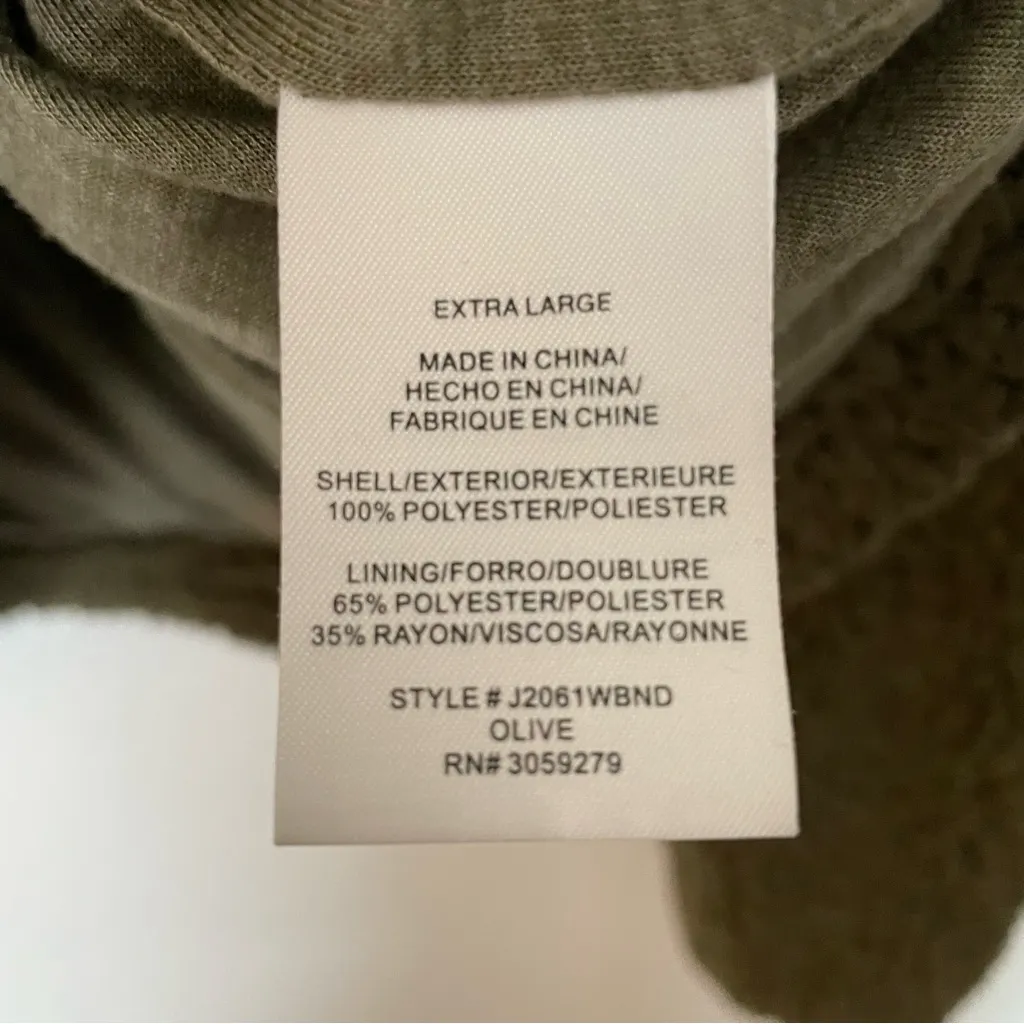 EXTRA LARGE
MADE IN CHINA/
HECHO EN CHINA/
FABRIQUE EN CHINE
SHELL/EXTERIOR/EXTERIEURE
100% POLYESTER/POLIESTER
LINING/FORRO/DOUBLURE
65% POLYESTER/POLIESTER
35% RAYON/VISCOSA/RAYONNE
STYLE # J2061WBND
OLIVE
RN# 3059279